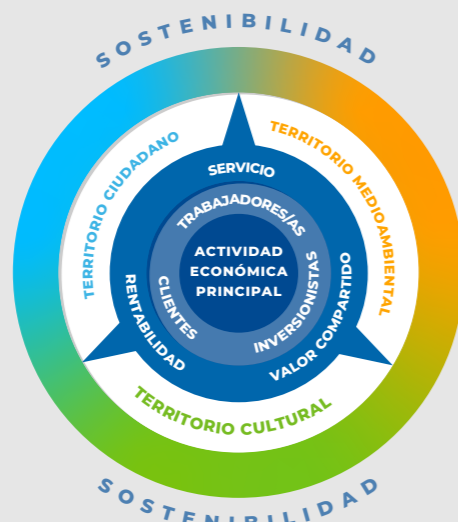 SOSTENIBILIDAD
TERRITORIO CIUDADANO
TERRITORIO MEDIOAMBIENTAL
SERVICIO
TRABAJADORES/AS
ACTIVIDAD
ECONÓMICA
PRINCIPAL
CLIENTES
INVERSIONISTAS
RENTABILIDAD
VALOR COMPARTIDO
TERRITORIO CULTURAL
SOSTENIBILIDAD